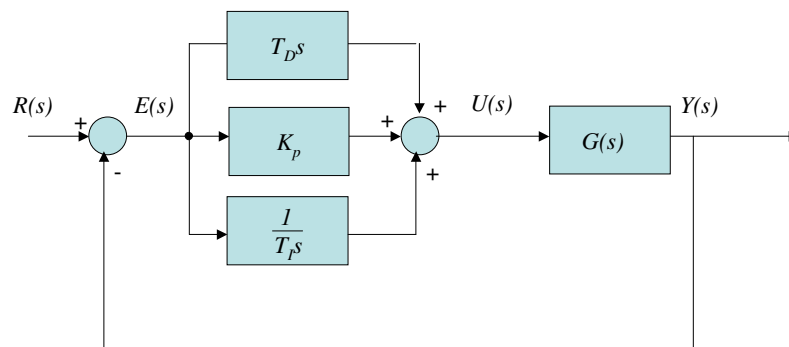 T_D s
R(s)
E(s)
+
+
+
K_p
+
-
U(s)
G(s)
Y(s)
+
1
T_I s